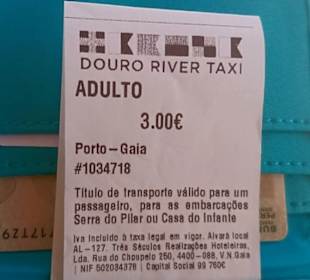 DOURO RIVER TAXI
ADULTO
3.00€
Porto – Gaia
#1034718
Título de transporte válido para um
passageiro, para as embarcações
Serra do Pilar ou Casa do Infante
Iva incluído à taxa legal em vigor. Alvará local
AL-127. Três Séculos Realizações Hoteleiras,
Lda. Rua do Choupelo 250, 4400-088, V.N.Gaia
| NIF 502034376 | Capital Social 99 760€